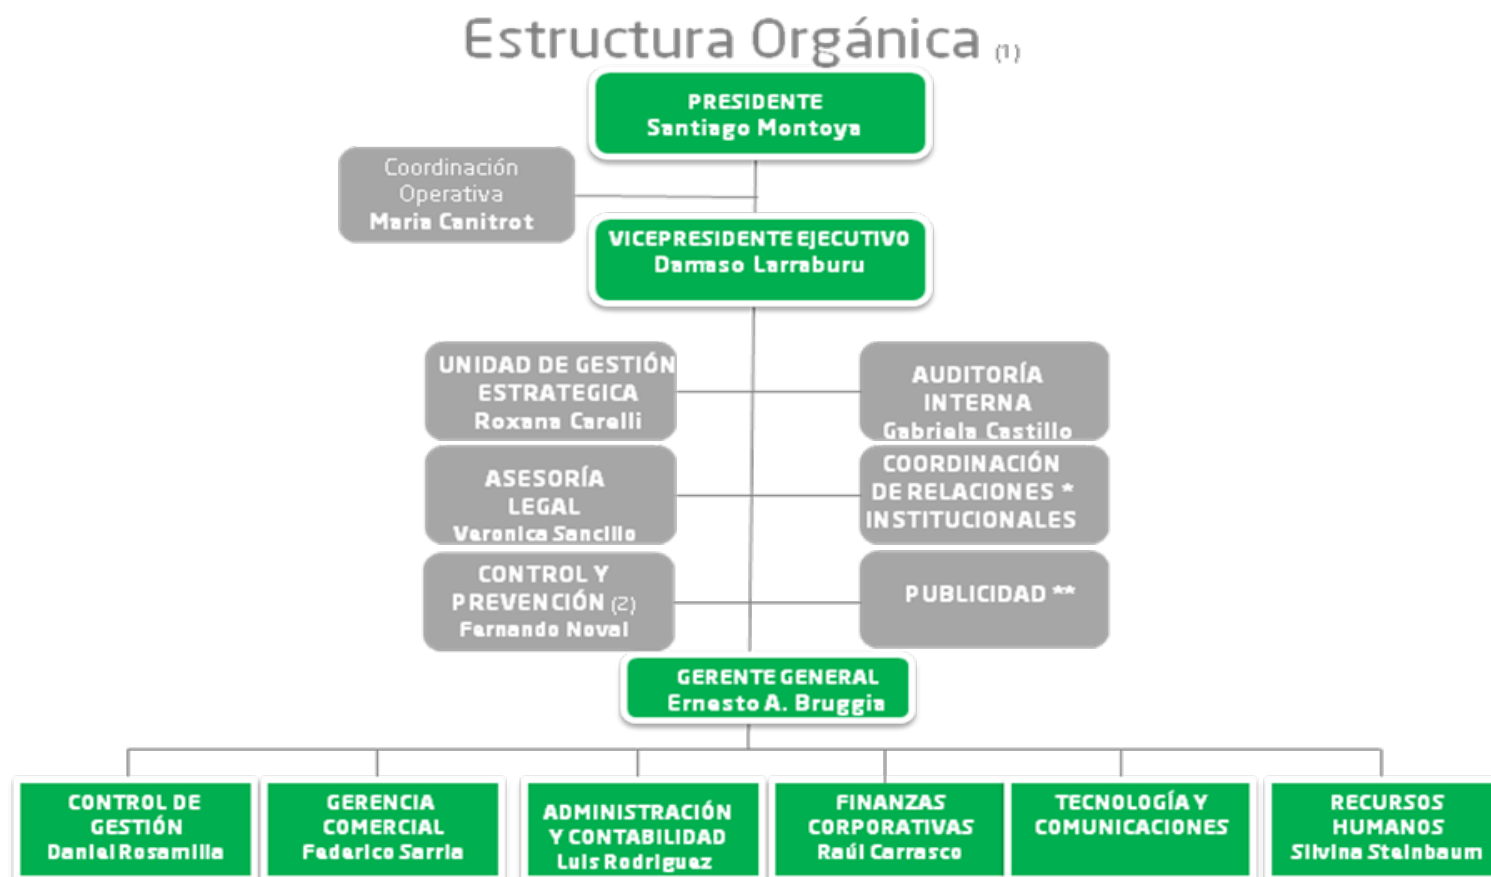 Estructura Orgánica (1)
PRESIDENTE
Santiago Montoya
Coordinación
Operativa
Maria Canitrot
VICEPRESIDENTE EJECUTIVO
Damaso Larraburu
UNIDAD DE GESTIÓN
ESTRATEGICA
Roxana Carelli
AUDITORÍA
INTERNA
Gabriela Castillo
ASESORÍA
LEGAL
Veronica Sancillo
COORDINACIÓN
DE RELACIONES *
INSTITUCIONALES
CONTROL Y
PREVENCIÓN (2)
Fernando Noval
PUBLICIDAD **
GERENTE GENERAL
Ernesto A. Bruggia
CONTROL DE
GESTIÓN
Daniel Rosamilia
GERENCIA
COMERCIAL
Federico Sarria
ADMINISTRACIÓN
Y CONTABILIDAD
Luis Rodriguez
FINANZAS
CORPORATIVAS
Raúl Carrasco
TECNOLOGÍA Y
COMUNICACIONES
RECURSOS
HUMANOS
Silvina Steinbaum